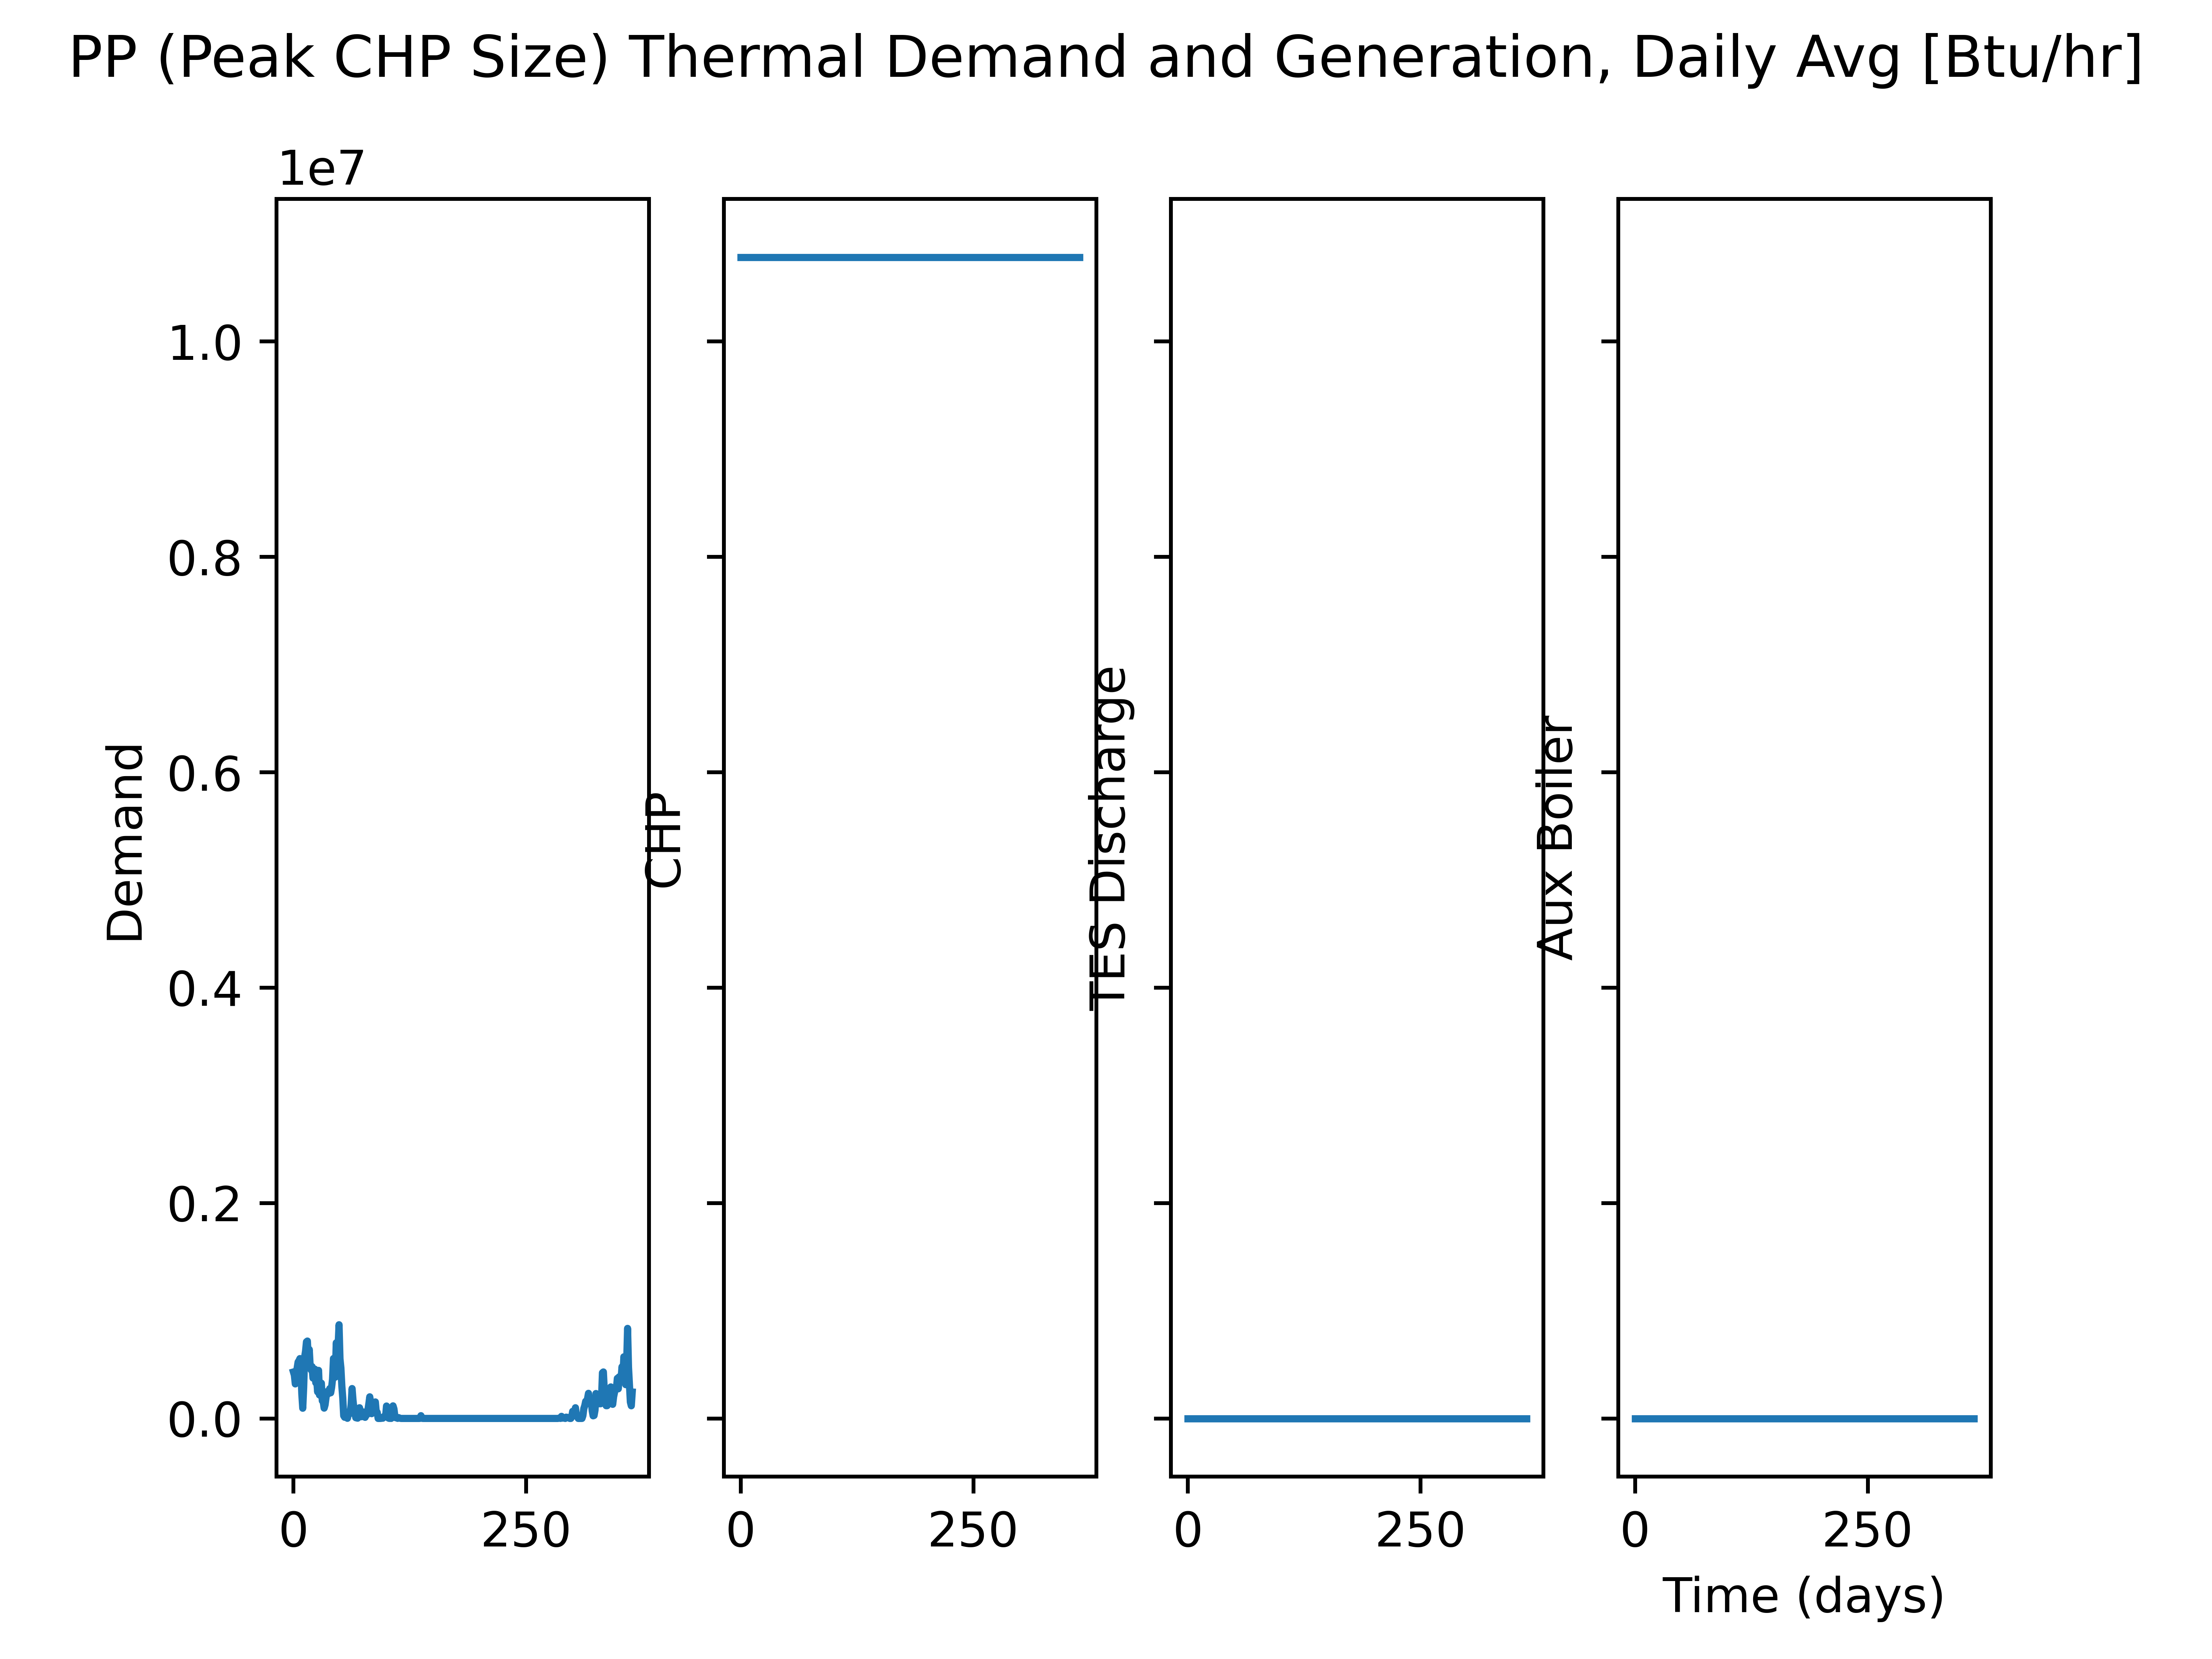 PP (Peak CHP Size) Thermal Demand and Generation, Daily Avg [Btu/hr]
1e7
1.0
0.8
0.6
0.4
0.2
0.0
Demand
CHP
TES Discharge
Aux Boiler
0 250 0 250 0 250 0 250
Time (days)